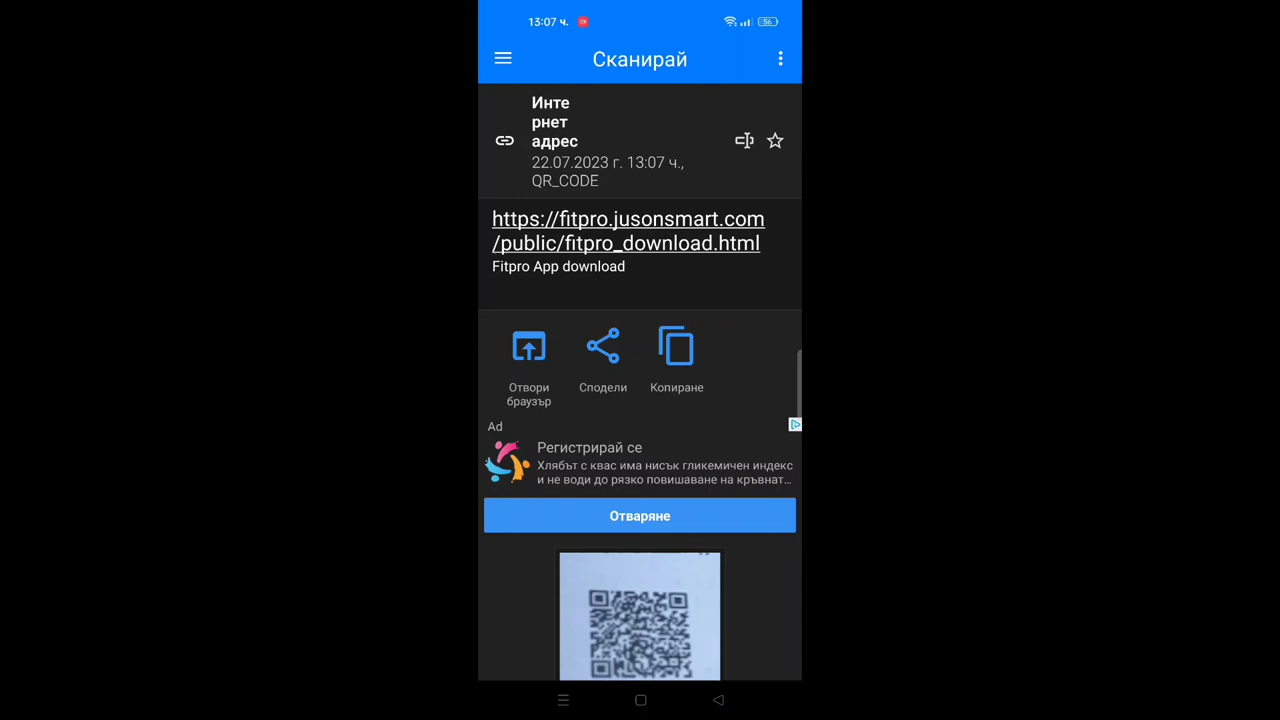 13:07 ч.
56
Сканирай
Инте
рнет
адрес
22.07.2023 г. 13:07 ч.,
QR_CODE
https://fitpro.jusonsmart.com
/public/fitpro_download.html
Fitpro App download
Отвори
браузър
Сподели
Копиране
Ad
Регистрирай се
Хлябът с квас има нисък гликемичен индекс
и не води до рязко повишаване на кръвнат...
Отваряне